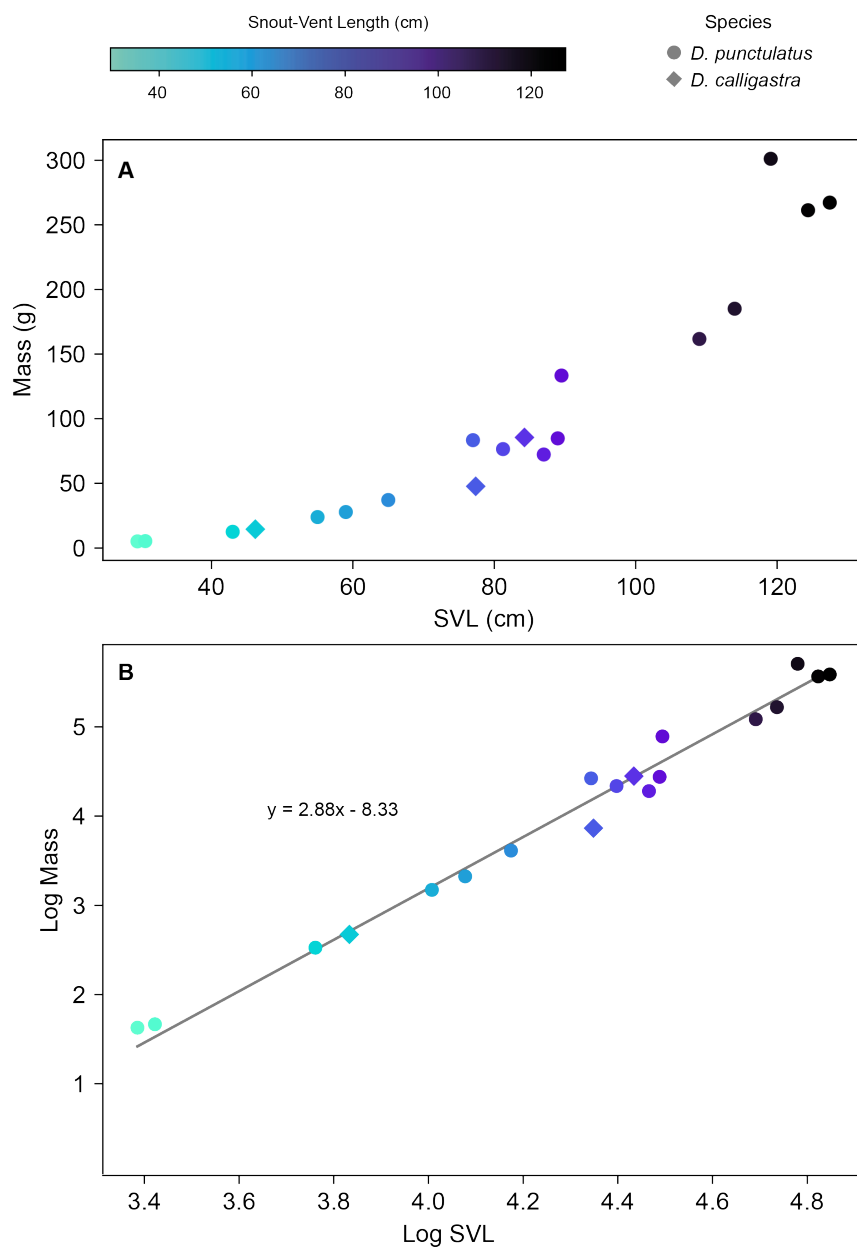 Snout-Vent Length (cm)
40 60 80 100 120
Species
D. punctulatus
D. calligastra
A
300
250
200
150
100
50
0
Mass (g)
40 60 80 100 120
SVL (cm)
B
5
4
3
2
1
Log Mass
y = 2.88x - 8.33
3.4 3.6 3.8 4.0 4.2 4.4 4.6 4.8
Log SVL